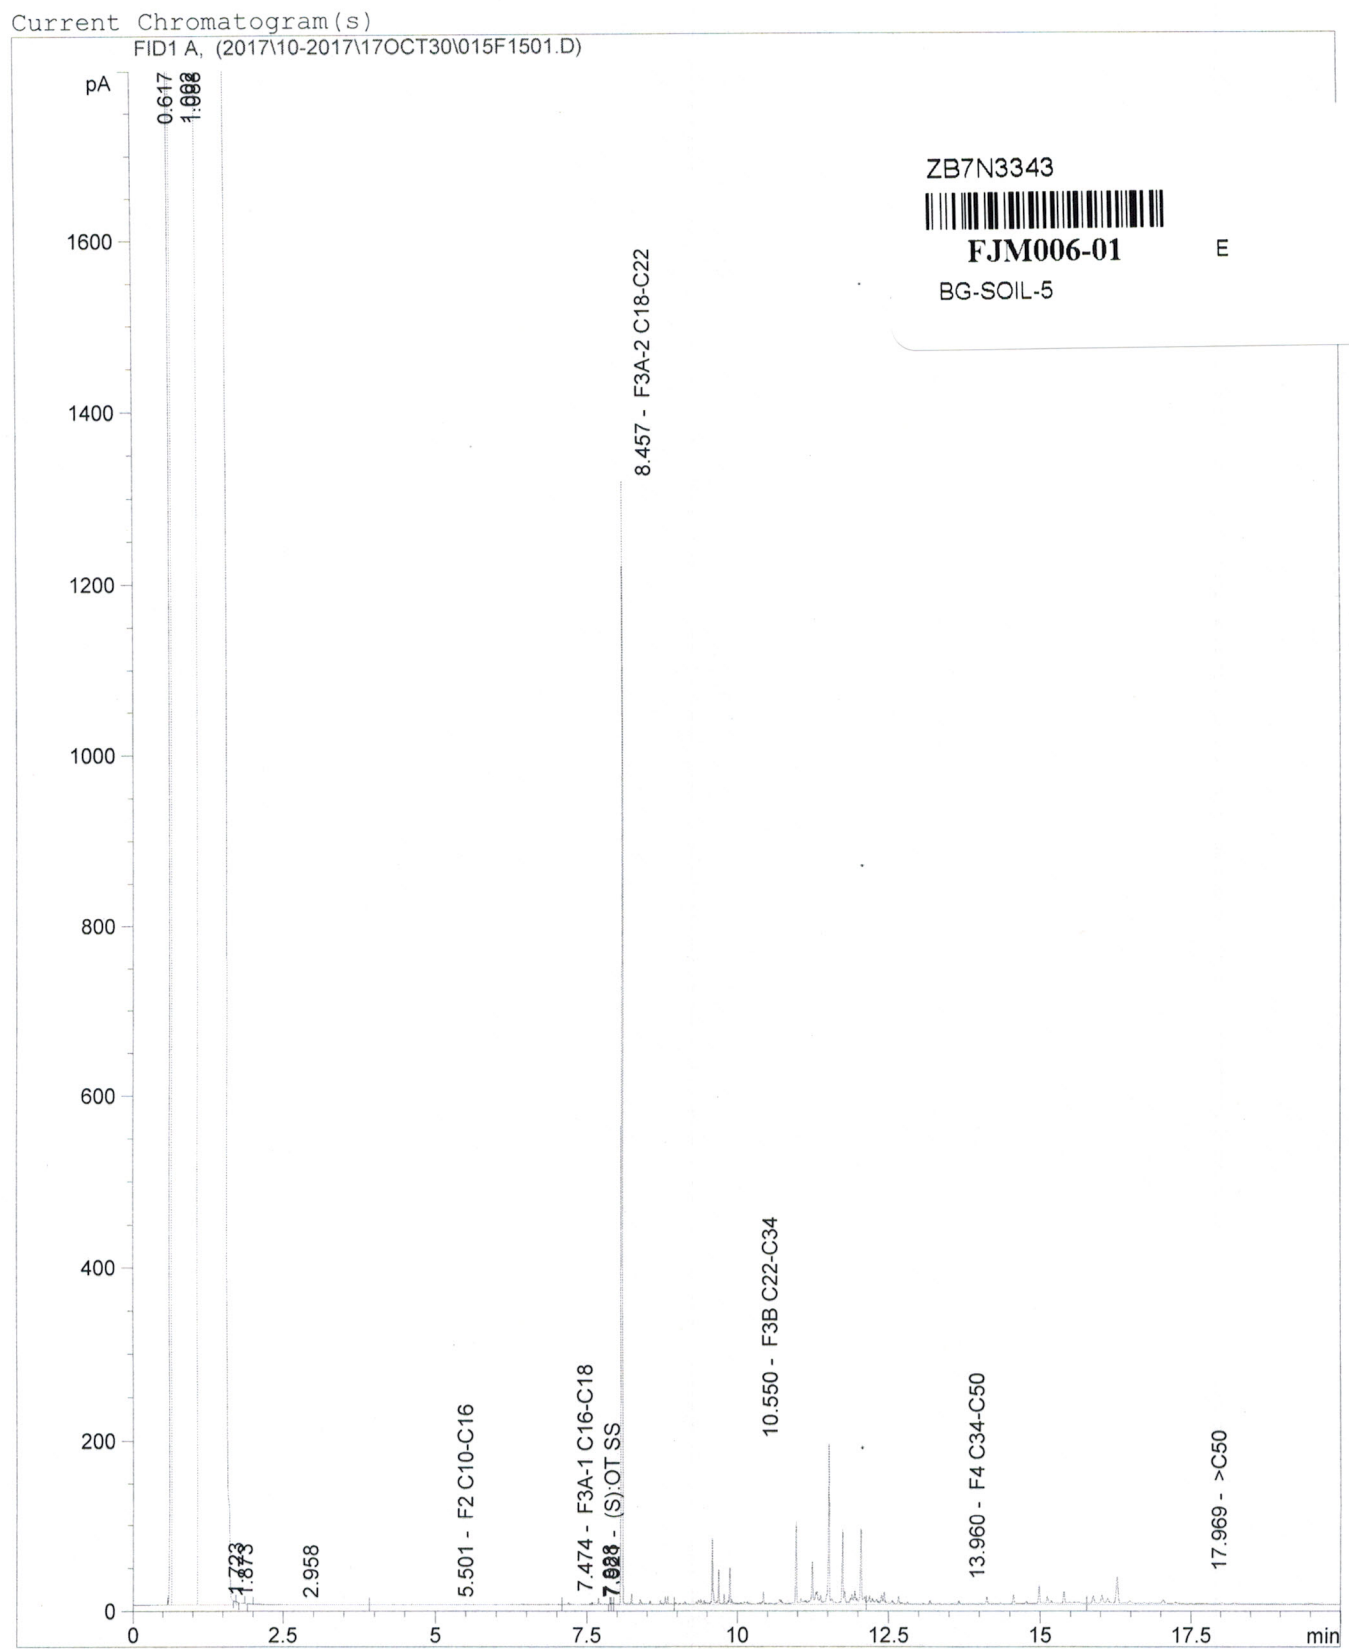 Current Chromatogram(s)
FID1 A, (2017\10-2017\17OCT30\015F1501.D)
pA
0.617
ZB7N3343
FJM006-01
E
BG-SOIL-5
1600
1400
1200
1000
800
600
400
200
0
1.723
1.873
2.958
5.501 - F2 C10-C16
7.474 - F3A-1 C16-C18
(S):OT SS
8.457 - F3A-2 C18-C22
10.550 - F3B C22-C34
13.960 - F4 C34-C50
17.969 - >C50
0
2.5
5
7.5
10
12.5
15
17.5
min